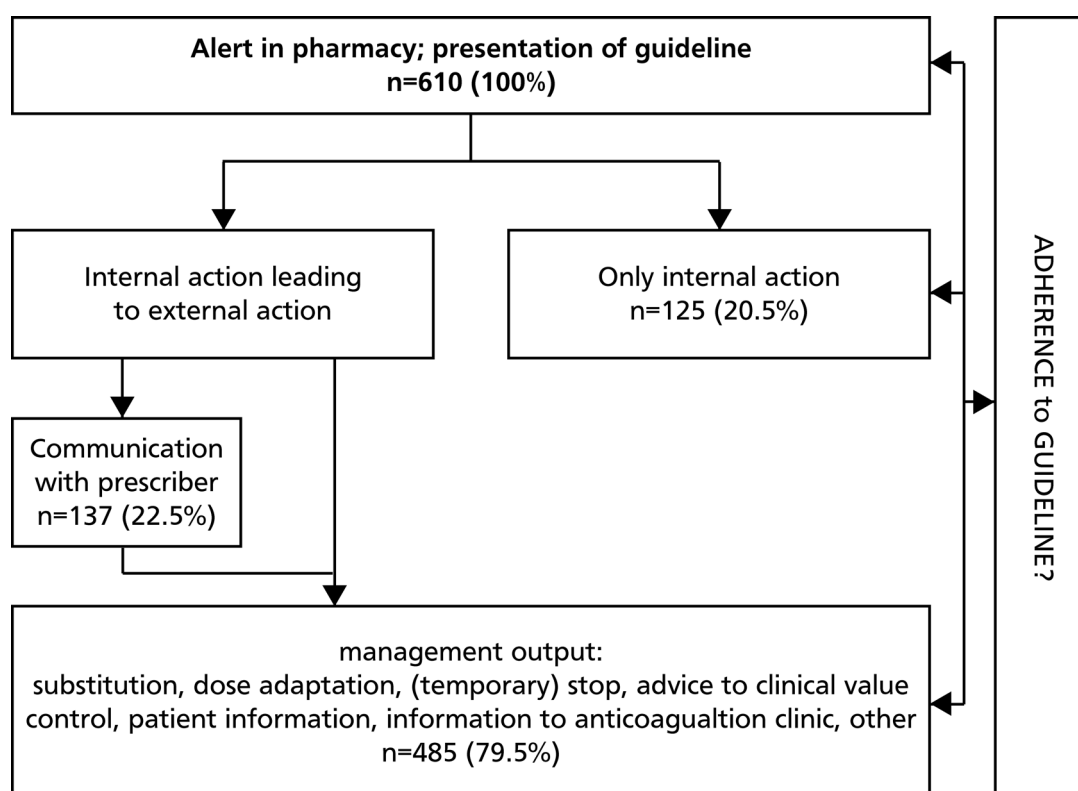 Alert in pharmacy; presentation of guideline
n=610 (100%)
Internal action leading
to external action
Only internal action
n=125 (20.5%)
Communication
with prescriber
n=137 (22.5%)
management output:
substitution, dose adaptation, (temporary) stop, advice to clinical value
control, patient information, information to anticoagualtion clinic, other
n=485 (79.5%)
ADHERENCE to GUIDELINE?